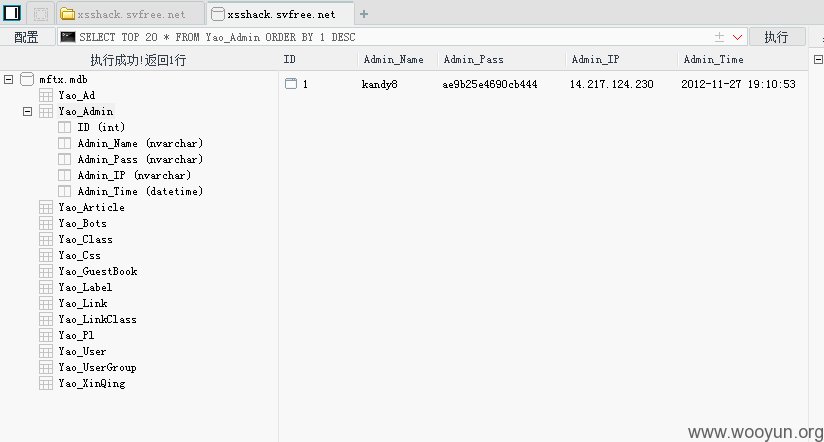 xsshack.svfree.net
xsshack.svfree.net
配置
SELECT TOP 20 * FROM Yao_Admin ORDER BY 1 DESC
执行
执行成功!返回1行
ID Admin_Name Admin_Pass Admin_IP Admin_Time
1 kandy8 ae9b25e4690cb444 14.217.124.230 2012-11-27 19:10:53
mftx.mdb
Yao_Ad
Yao_Admin
ID (int)
Admin_Name (nvarchar)
Admin_Pass (nvarchar)
Admin_IP (nvarchar)
Admin_Time (datetime)
Yao_Article
Yao_Bots
Yao_Class
Yao_Css
Yao_GuestBook
Yao_Label
Yao_Link
Yao_LinkClass
Yao_Pl
Yao_User
Yao_UserGroup
Yao_XinQing
www.wooyun.org